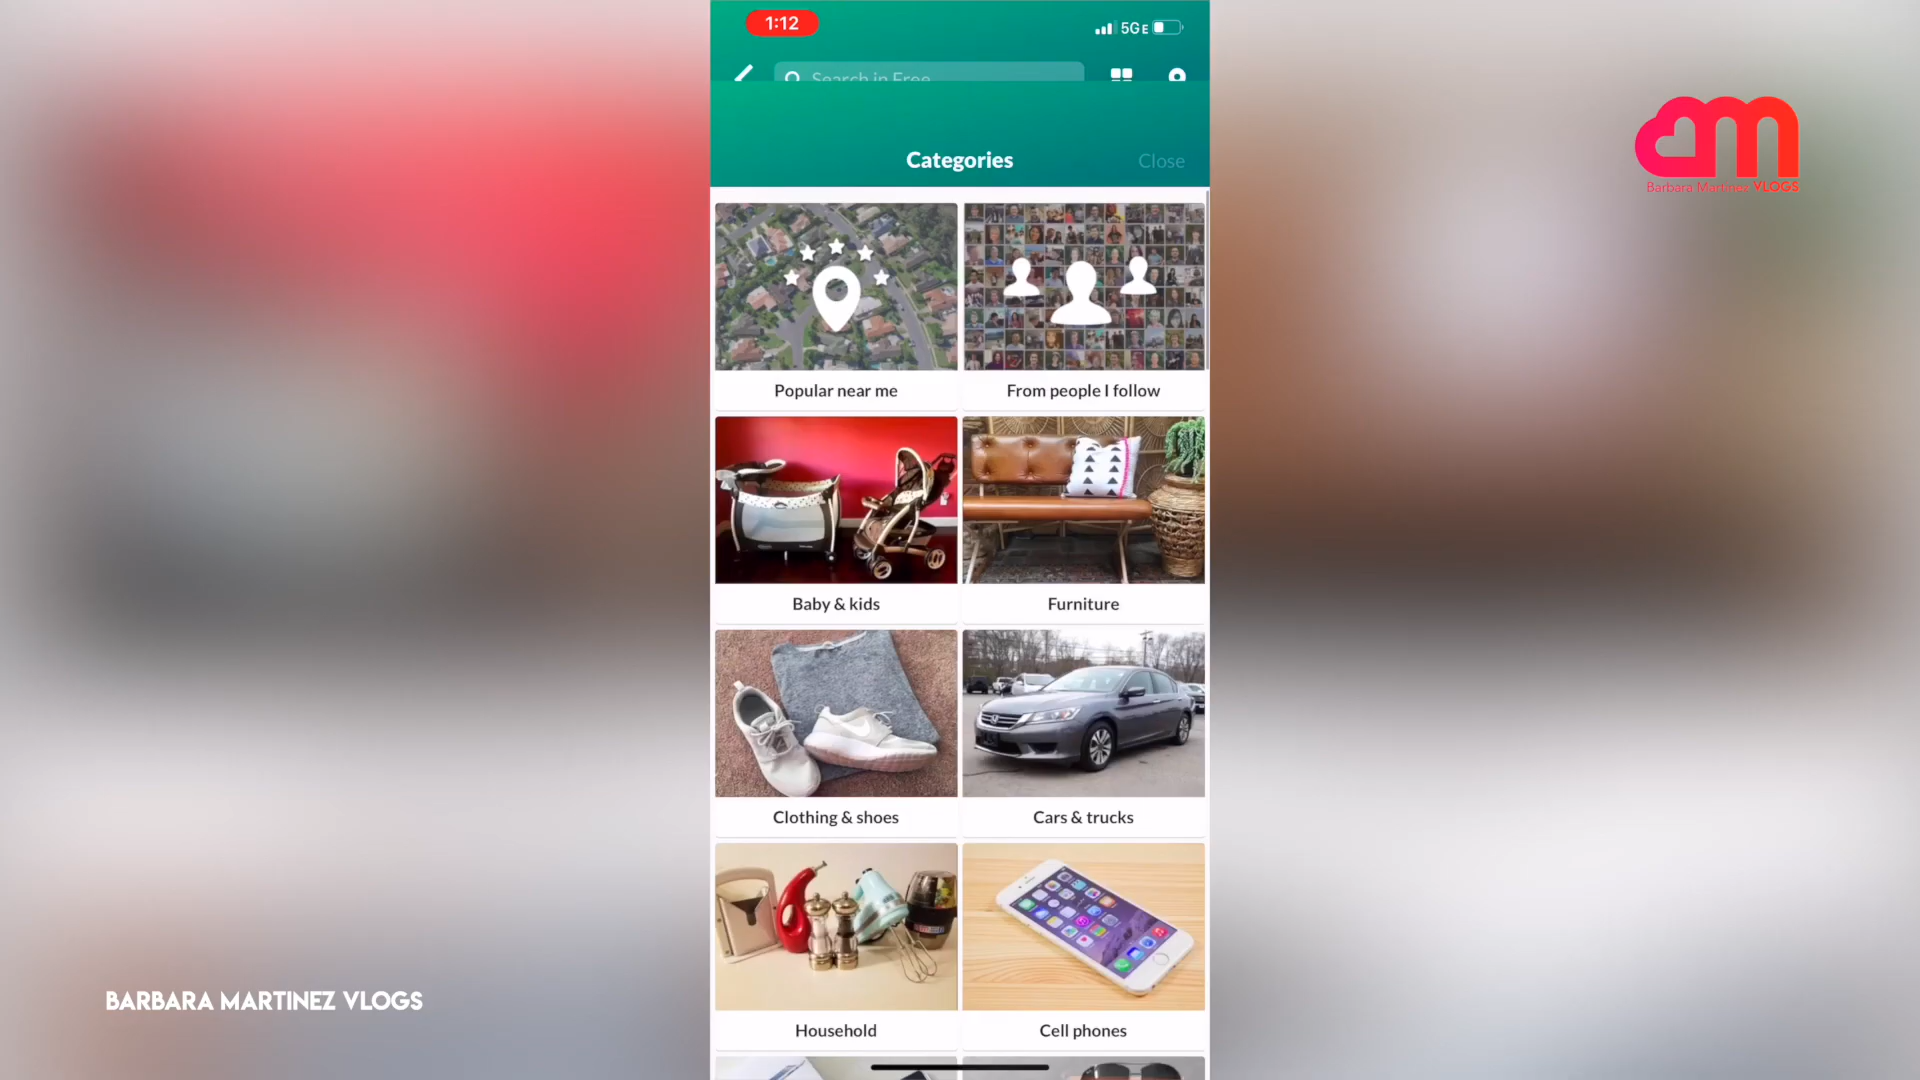 1:12
5GE
Search in Free
Categories
Close
Barbara Martinez VLOGS
Popular near me
From people I follow
Baby & kids
Furniture
Clothing & shoes
Cars & trucks
Household
Cell phones
BARBARA MARTINEZ VLOGS